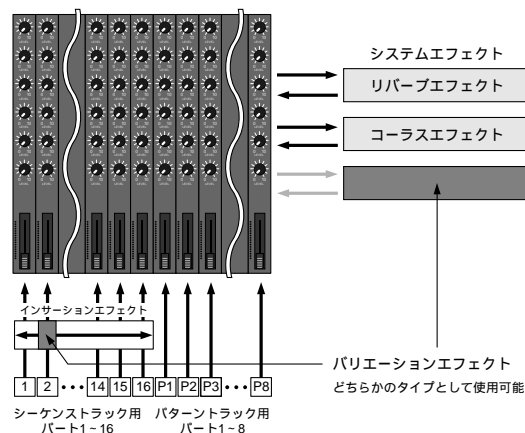 システムエフェクト
リバーブエフェクト
コーラスエフェクト
インサーションエフェクト
バリエーションエフェクト
どちらかのタイプとして使用可能
1 2 ••• 14 15 16 P1 P2 P3 ••• P8
シーケンストラック用
パート1~16
パターントラック用
パート1~8